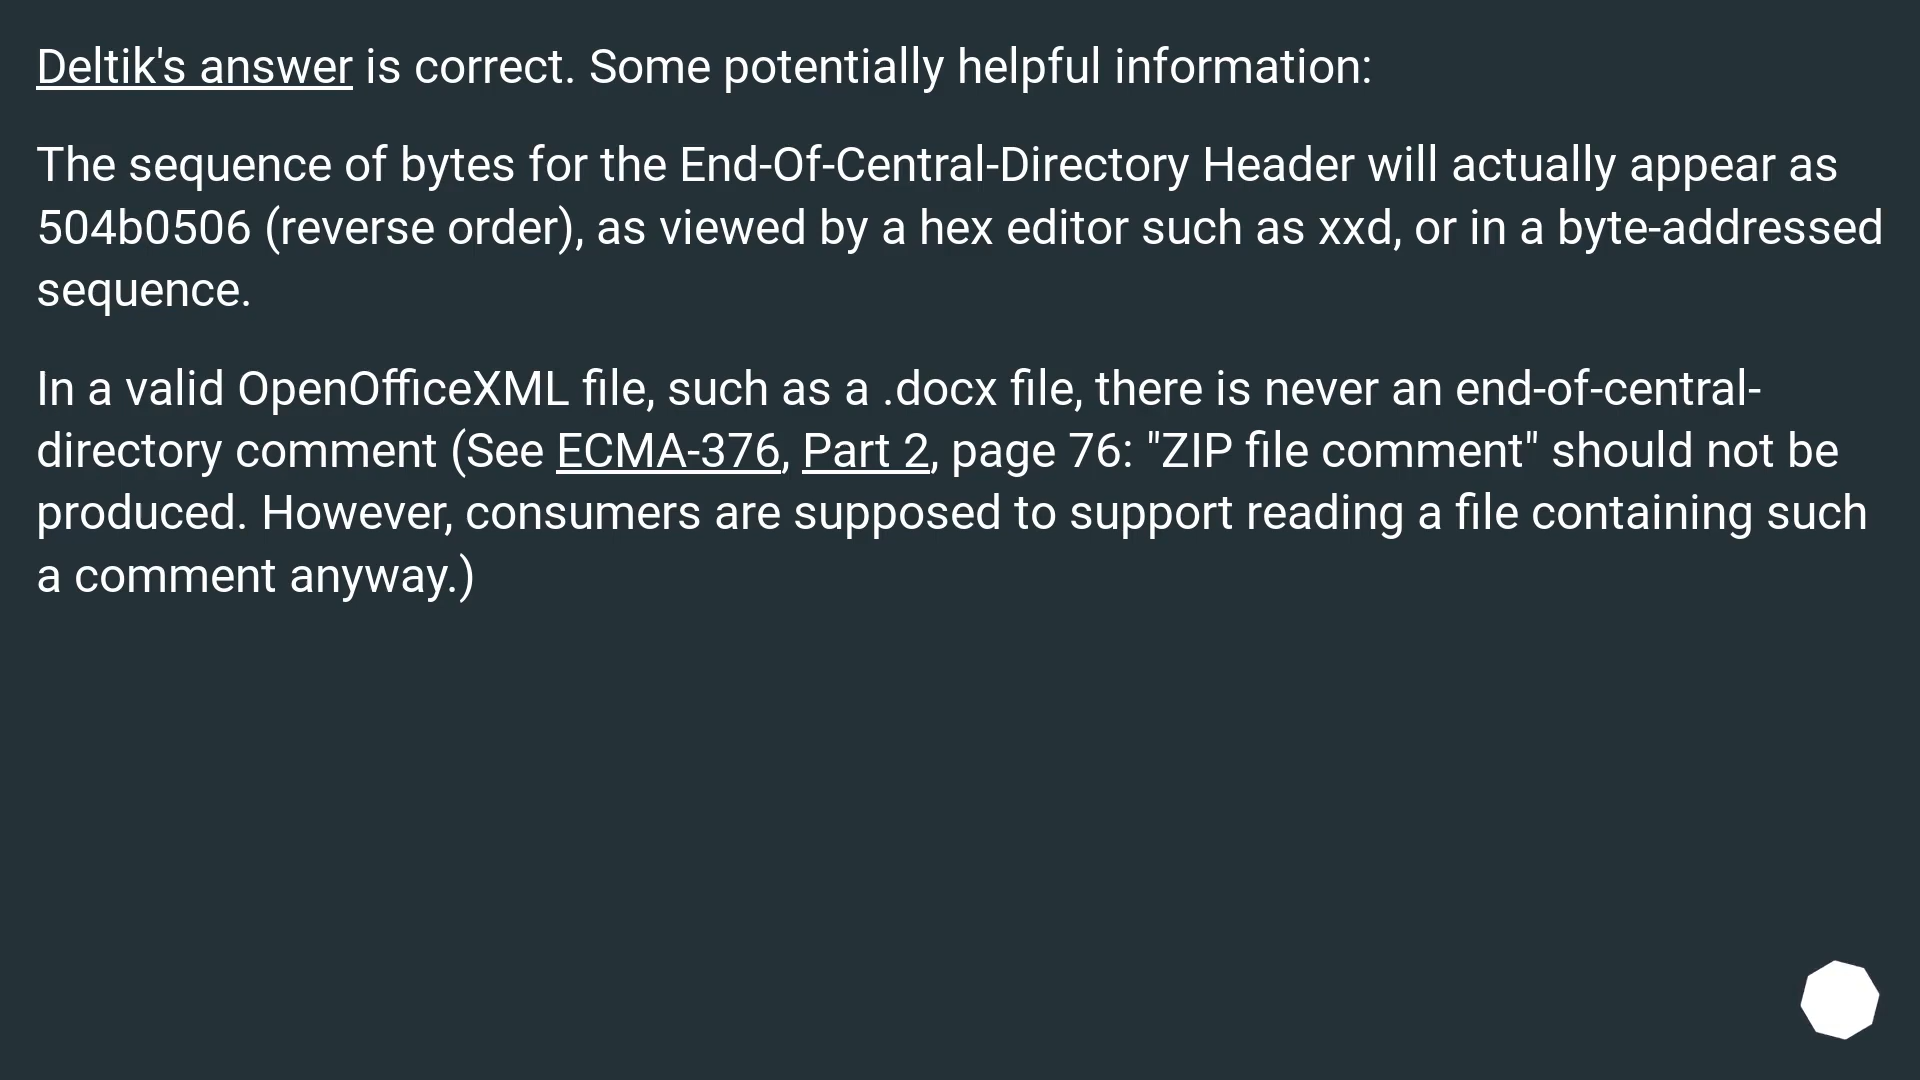 Deltik's answer is correct. Some potentially helpful information:
The sequence of bytes for the End-Of-Central-Directory Header will actually appear as
504b0506 (reverse order), as viewed by a hex editor such as xxd, or in a byte-addressed
sequence.
In a valid OpenOfficeXML file, such as a .docx file, there is never an end-of-central-
directory comment (See ECMA-376, Part 2, page 76: "ZIP file comment" should not be
produced. However, consumers are supposed to support reading a file containing such
a comment anyway.)